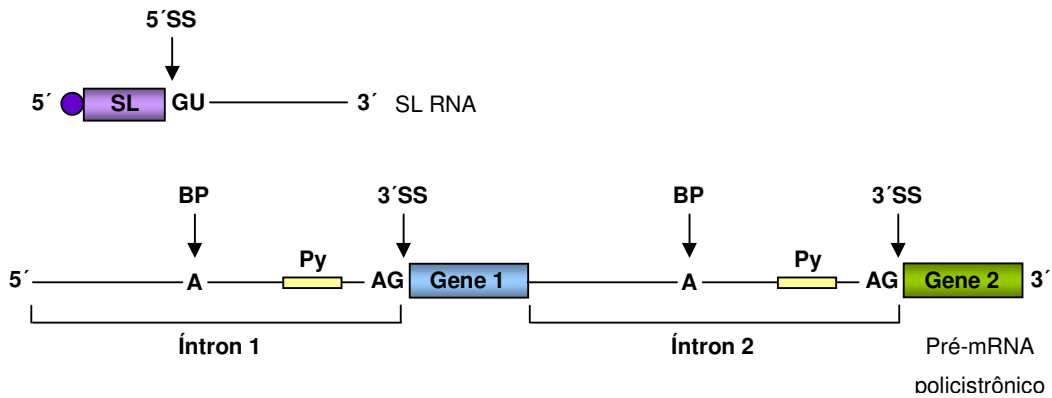 5´SS
5´ SL GU 3´ SL RNA
BP 3´SS BP 3´SS
5´ A Py AG Gene 1 A Py AG Gene 2 3´
Íntron 1 Íntron 2 Pré-mRNA
policistrônico